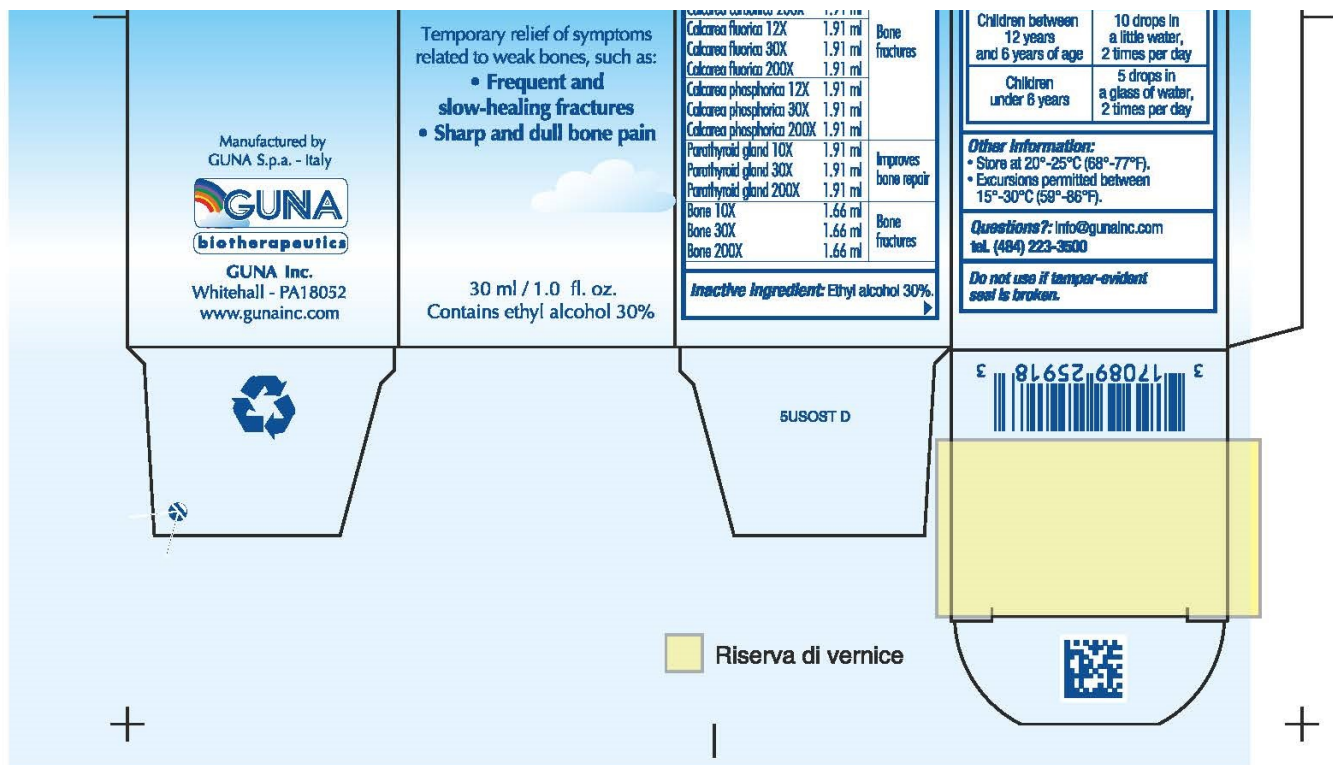 Manufactured by
GUNA S.p.a. - Italy
GUNA
biotherapeutics
GUNA Inc.
Whitehall - PA18052
www.gunainc.com
Temporary relief of symptoms
related to weak bones, such as:
• Frequent and
slow-healing fractures
• Sharp and dull bone pain
30 ml / 1.0 fl. oz.
Contains ethyl alcohol 30%
Calcarea carbonica 200X 1.91 ml
Calcarea fluorica 12X 1.91 ml
Calcarea fluorica 30X 1.91 ml
Calcarea fluorica 200X 1.91 ml
Calcarea phosphorica 12X 1.91 ml
Calcarea phosphorica 30X 1.91 ml
Calcarea phosphorica 200X 1.91 ml
Bone
fractures
Parathyroid gland 10X 1.91 ml
Parathyroid gland 30X 1.91 ml
Parathyroid gland 200X 1.91 ml
Improves
bone repair
Bone 10X 1.66 ml
Bone 30X 1.66 ml
Bone 200X 1.66 ml
Bone
fractures
Inactive ingredient: Ethyl alcohol 30%.
Children between
12 years
and 6 years of age
10 drops in
a little water,
2 times per day
Children
under 6 years
5 drops in
a glass of water,
2 times per day
Other Information:
• Store at 20°-25°C (68°-77°F).
• Excursions permitted between
15°-30°C (59°-86°F).
Questions?: info@gunainc.com
tel. (484) 223-3500
Do not use if tamper-evident
seal is broken.
3 17089 25918 3
5USOST D
Riserva di vernice